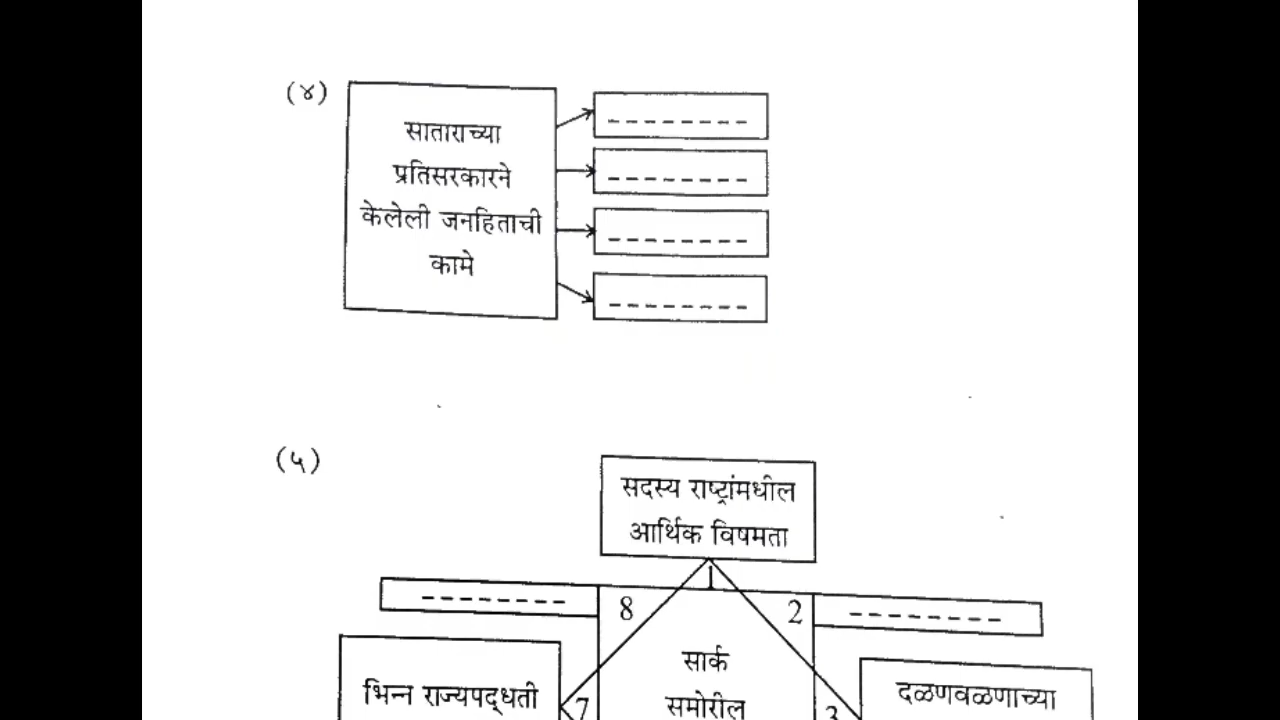 (४)
साताराच्या
प्रतिसरकारने
केलेली जनहिताची
कामे
_ _ _ _ _ _ _ _
_ _ _ _ _ _ _ _
_ _ _ _ _ _ _ _
_ _ _ _ _ _ _ _
(५)
सदस्य राष्ट्रांमधील
आर्थिक विषमता
1
_ _ _ _ _ _ _ _ 8 2 _ _ _ _ _ _ _ _
सार्क
भिन्न राज्यपद्धती 7 समोरील 3 दळणवळणाच्या